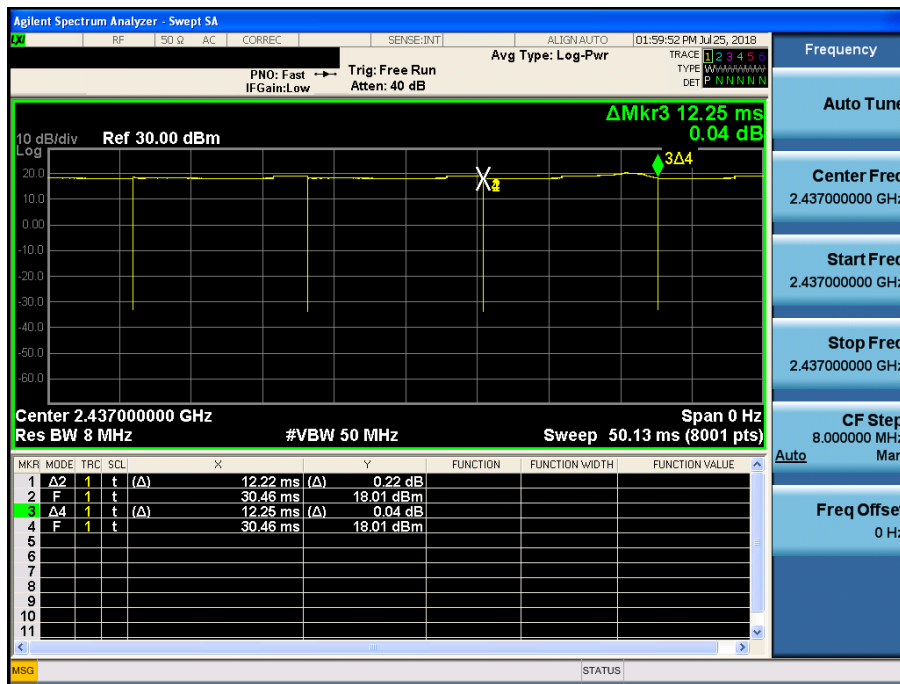 Agilent Spectrum Analyzer - Swept SA
LXI RF 50 Ω AC CORREC SENSE:INT ALIGN AUTO 01:59:52 PM Jul 25, 2018
Avg Type: Log-Pwr TRACE 1 2 3 4 5 6
PNO: Fast Trig: Free Run TYPE WWWWWW
IFGain:Low Atten: 40 dB DET P N N N N N
ΔMkr3 12.25 ms
0.04 dB
10 dB/div Ref 30.00 dBm
Log
3Δ4
20.0
10.0
0.00
-10.0
-20.0
-30.0
-40.0
-50.0
-60.0
Center 2.437000000 GHz Span 0 Hz
Res BW 8 MHz #VBW 50 MHz Sweep 50.13 ms (8001 pts)
MKR MODE TRC SCL X Y FUNCTION FUNCTION WIDTH FUNCTION VALUE
1 Δ2 1 t (Δ) 12.22 ms (Δ) 0.22 dB
2 F 1 t 30.46 ms 18.01 dBm
3 Δ4 1 t (Δ) 12.25 ms (Δ) 0.04 dB
4 F 1 t 30.46 ms 18.01 dBm
5
6
7
8
9
10
11
MSG STATUS
Frequency
Auto Tune
Center Freq
2.437000000 GHz
Start Freq
2.437000000 GHz
Stop Freq
2.437000000 GHz
CF Step
8.000000 MHz
Auto Man
Freq Offset
0 Hz